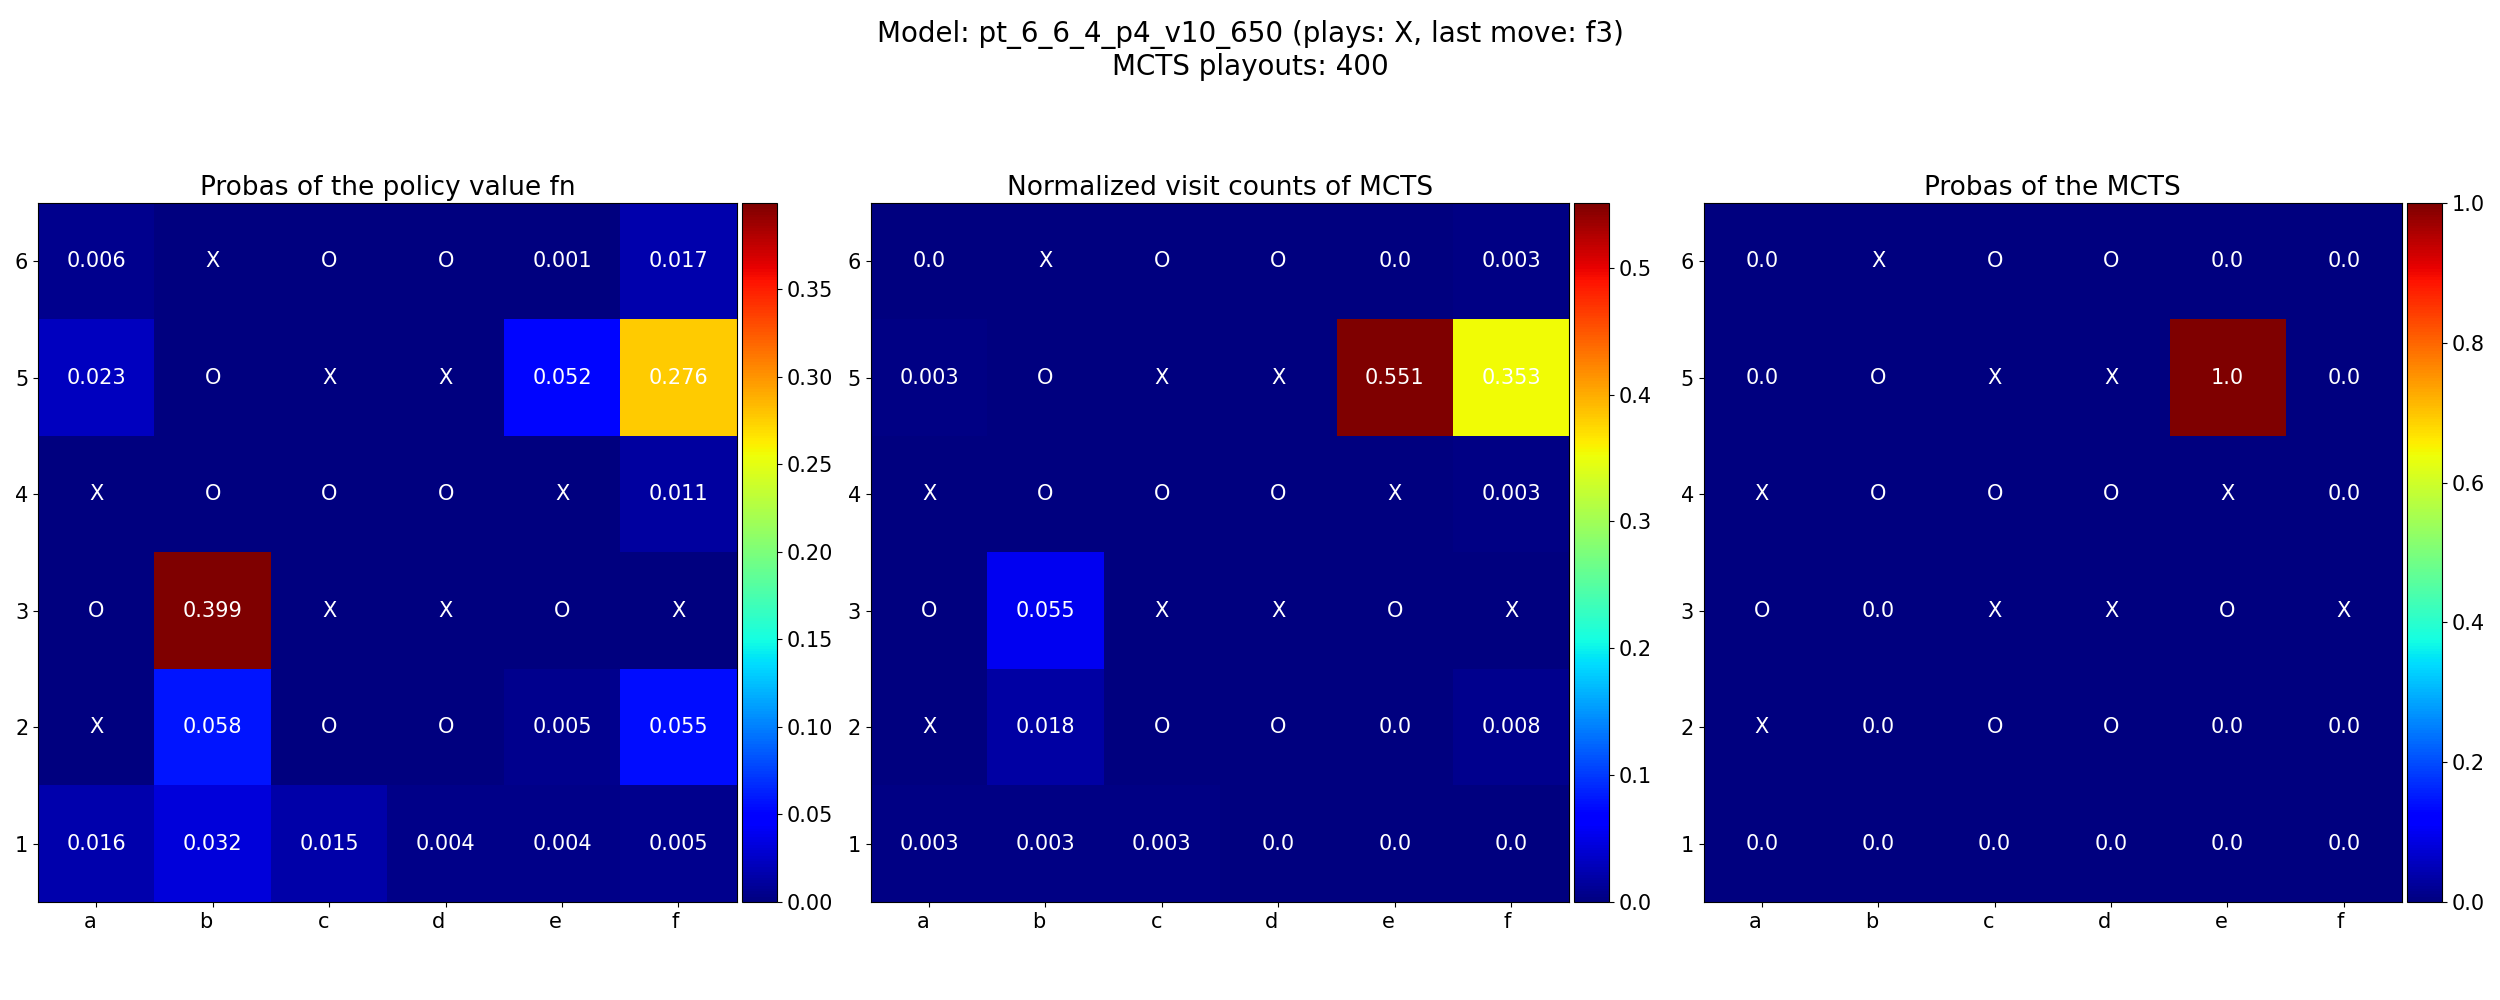 Model: pt_6_6_4_p4_v10_650 (plays: X, last move: f3)
MCTS playouts: 400
Probas of the policy value fn
6 0.006 X O O 0.001 0.017
5 0.023 O X X 0.052 0.276
4 X O O O X 0.011
3 O 0.399 X X O X
2 X 0.058 O O 0.005 0.055
1 0.016 0.032 0.015 0.004 0.004 0.005
a b c d e f
0.35
0.30
0.25
0.20
0.15
0.10
0.05
0.00
Normalized visit counts of MCTS
6 0.0 X O O 0.0 0.003
5 0.003 O X X 0.551 0.353
4 X O O O X 0.003
3 O 0.055 X X O X
2 X 0.018 O O 0.0 0.008
1 0.003 0.003 0.003 0.0 0.0 0.0
a b c d e f
0.5
0.4
0.3
0.2
0.1
0.0
Probas of the MCTS
6 0.0 X O O 0.0 0.0
5 0.0 O X X 1.0 0.0
4 X O O O X 0.0
3 O 0.0 X X O X
2 X 0.0 O O 0.0 0.0
1 0.0 0.0 0.0 0.0 0.0 0.0
a b c d e f
1.0
0.8
0.6
0.4
0.2
0.0